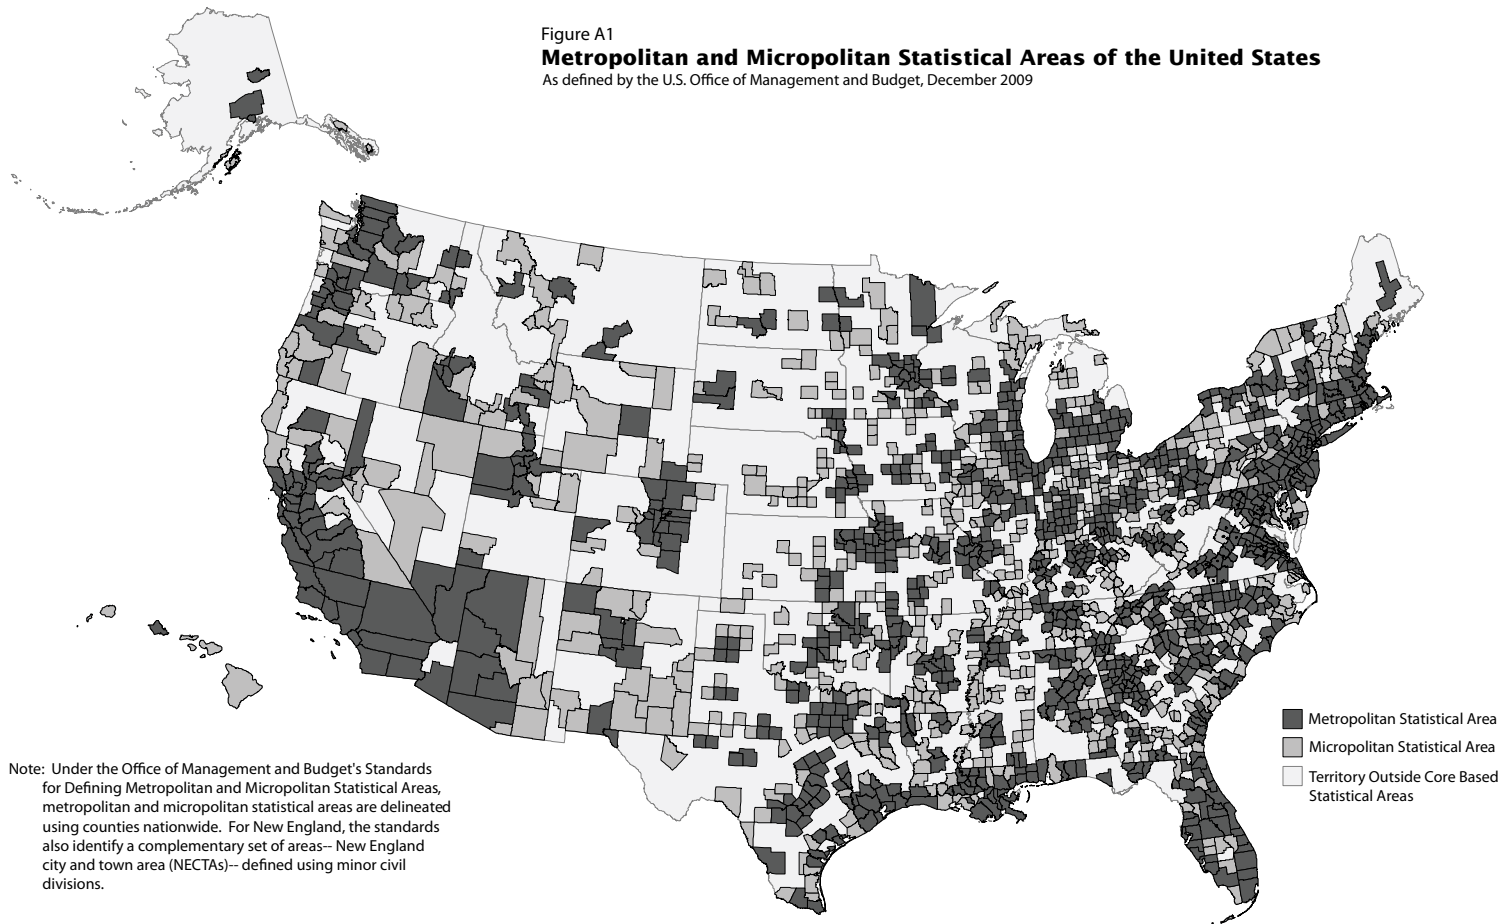 Figure A1
Metropolitan and Micropolitan Statistical Areas of the United States
As defined by the U.S. Office of Management and Budget, December 2009
Metropolitan Statistical Area
Micropolitan Statistical Area
Territory Outside Core Based
Statistical Areas
Note: Under the Office of Management and Budget's Standards
for Defining Metropolitan and Micropolitan Statistical Areas,
metropolitan and micropolitan statistical areas are delineated
using counties nationwide. For New England, the standards
also identify a complementary set of areas-- New England
city and town area (NECTAs)-- defined using minor civil
divisions.